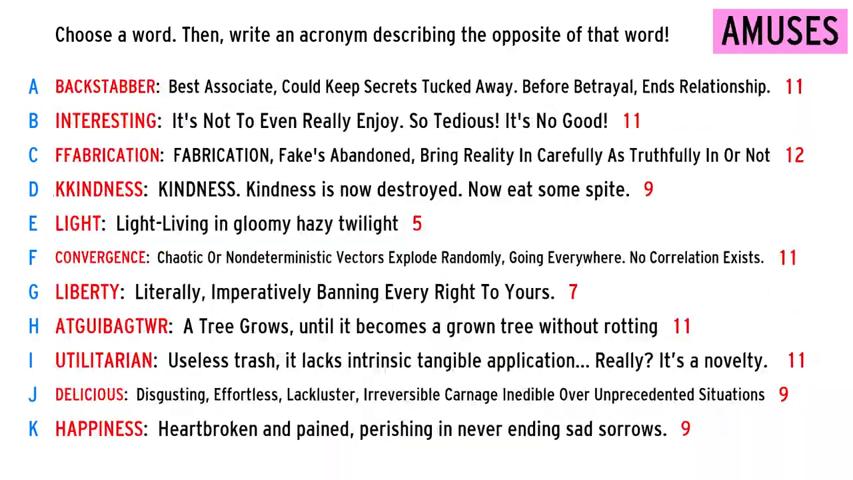 Choose a word. Then, write an acronym describing the opposite of that word!
AMUSES
A BACKSTABBER: Best Associate, Could Keep Secrets Tucked Away. Before Betrayal, Ends Relationship. 11
B INTERESTING: It's Not To Even Really Enjoy. So Tedious! It's No Good! 11
C FFABRICATION: FABRICATION, Fake's Abandoned, Bring Reality In Carefully As Truthfully In Or Not 12
D KKINDNESS: KINDNESS. Kindness is now destroyed. Now eat some spite. 9
E LIGHT: Light-Living in gloomy hazy twilight 5
F CONVERGENCE: Chaotic Or Nondeterministic Vectors Explode Randomly, Going Everywhere. No Correlation Exists. 11
G LIBERTY: Literally, Imperatively Banning Every Right To Yours. 7
H ATGUIBAGTWR: A Tree Grows, until it becomes a grown tree without rotting 11
I UTILITARIAN: Useless trash, it lacks intrinsic tangible application... Really? It's a novelty. 11
J DELICIOUS: Disgusting, Effortless, Lackluster, Irreversible Carnage Inedible Over Unprecedented Situations 9
K HAPPINESS: Heartbroken and pained, perishing in never ending sad sorrows. 9